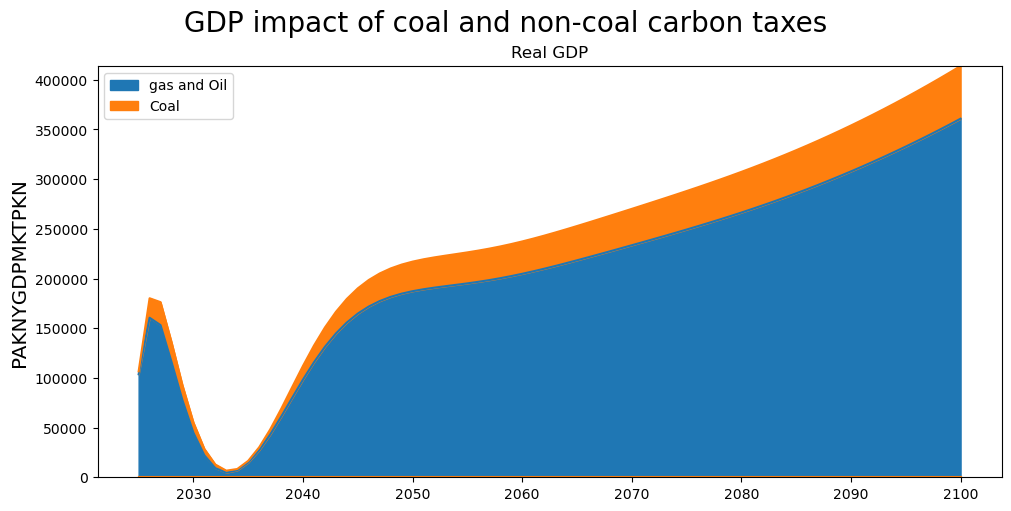 GDP impact of coal and non-coal carbon taxes
Real GDP
gas and Oil
Coal
PAKNYGDPMKTPKN
400000
350000
300000
250000
200000
150000
100000
50000
0
2030 2040 2050 2060 2070 2080 2090 2100